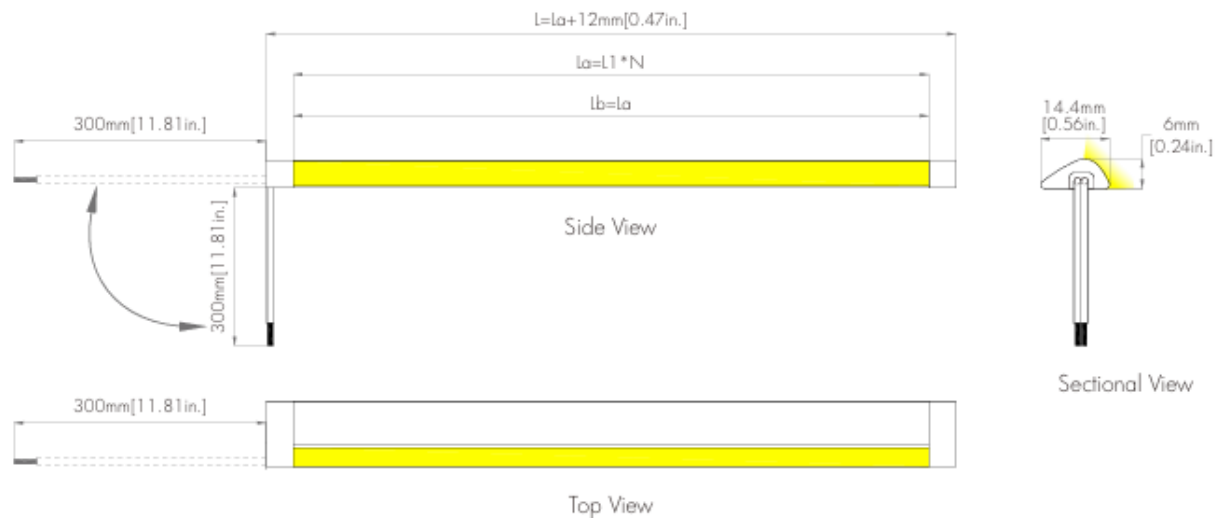 L=La+12mm[0.47in.]
La=L1*N
Lb=La
300mm[11.81in.]
14.4mm
[0.56in.]
6mm
[0.24in.]
300mm[11.81in.]
Side View
Sectional View
300mm[11.81in.]
Top View